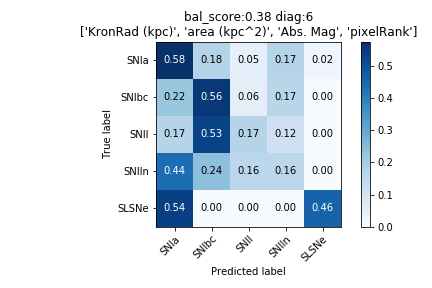 bal_score:0.38 diag:6
['KronRad (kpc)', 'area (kpc^2)', 'Abs. Mag', 'pixelRank']
True label
SNIa 0.58 0.18 0.05 0.17 0.02
SNIbc 0.22 0.56 0.06 0.17 0.00
SNII 0.17 0.53 0.17 0.12 0.00
SNIIn 0.44 0.24 0.16 0.16 0.00
SLSNe 0.54 0.00 0.00 0.00 0.46
SNIa SNIbc SNII SNIIn SLSNe
Predicted label
0.5
0.4
0.3
0.2
0.1
0.0